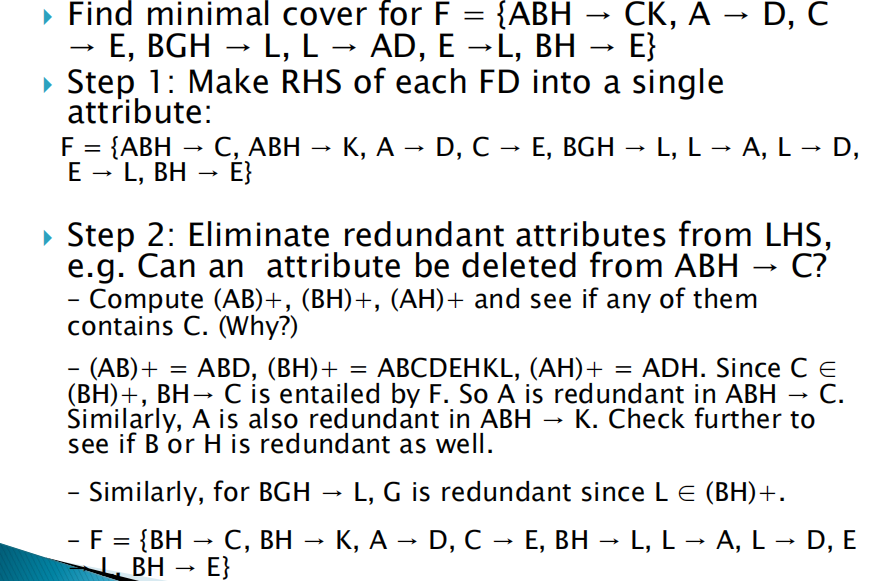 Find minimal cover for F = {ABH → CK, A → D, C
→ E, BGH → L, L → AD, E →L, BH → E}
Step 1: Make RHS of each FD into a single
attribute:
F = {ABH → C, ABH → K, A → D, C → E, BGH → L, L → A, L → D,
E → L, BH → E}
Step 2: Eliminate redundant attributes from LHS,
e.g. Can an attribute be deleted from ABH → C?
– Compute (AB)+, (BH)+, (AH)+ and see if any of them
contains C. (Why?)
– (AB)+ = ABD, (BH)+ = ABCDEHKL, (AH)+ = ADH. Since C ∈
(BH)+, BH→ C is entailed by F. So A is redundant in ABH → C.
Similarly, A is also redundant in ABH → K. Check further to
see if B or H is redundant as well.
– Similarly, for BGH → L, G is redundant since L ∈ (BH)+.
– F = {BH → C, BH → K, A → D, C → E, BH → L, L → A, L → D, E
→ L, BH → E}